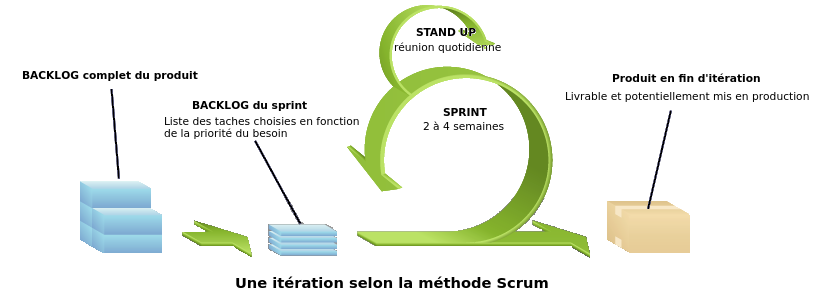 STAND UP
réunion quotidienne
BACKLOG complet du produit
Produit en fin d'itération
Livrable et potentiellement mis en production
BACKLOG du sprint
Liste des taches choisies en fonction
de la priorité du besoin
SPRINT
2 à 4 semaines
Une itération selon la méthode Scrum